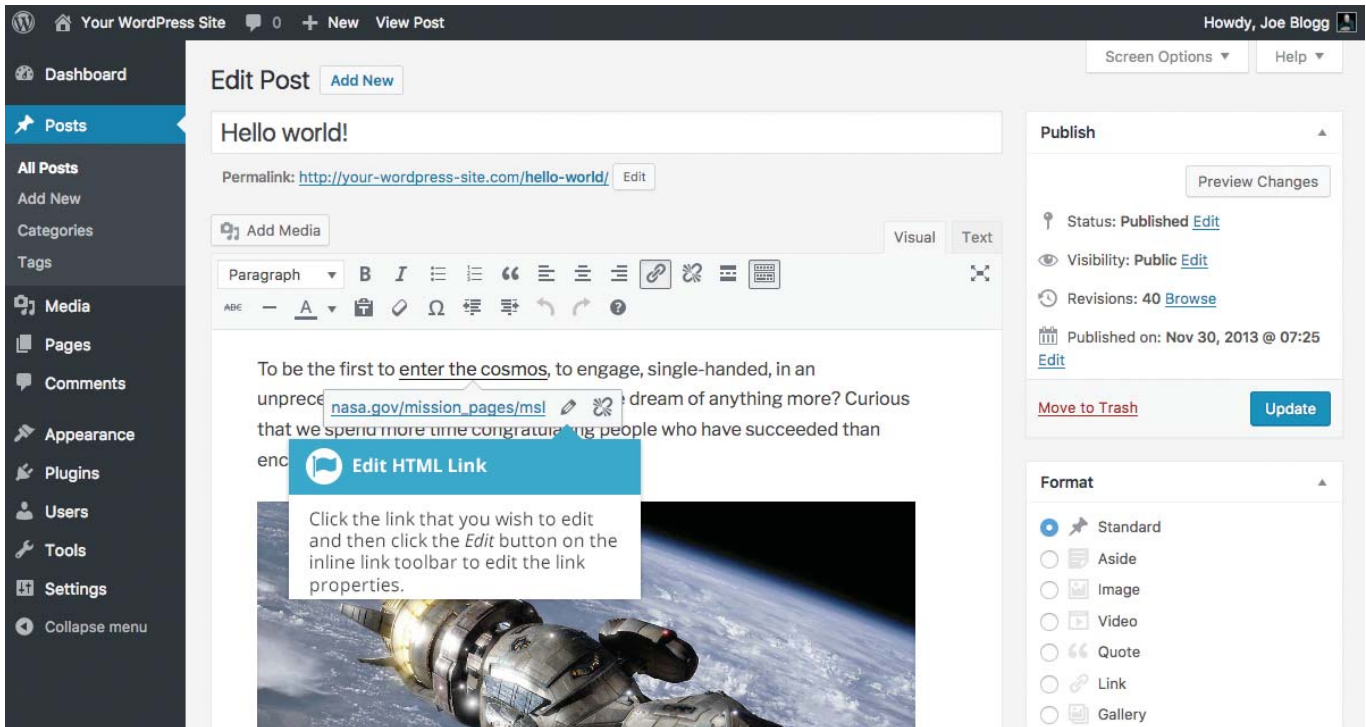 Your WordPress Site 0 + New View Post
Howdy, Joe Blogg
Dashboard
Posts
All Posts
Add New
Categories
Tags
Media
Pages
Comments
Appearance
Plugins
Users
Tools
Settings
Collapse menu
Screen Options ▼ Help ▼
Edit Post Add New
Hello world!
Permalink: http://your-wordpress-site.com/hello-world/ Edit
Add Media
Visual Text
Paragraph B I
ABC A Ω
To be the first to enter the cosmos, to engage, single-handed, in an
unprece nasa.gov/mission_pages/msl dream of anything more? Curious
that we spend more time congratulating people who have succeeded than
enc
Edit HTML Link
Click the link that you wish to edit
and then click the Edit button on the
inline link toolbar to edit the link
properties.
Publish
Preview Changes
Status: Published Edit
Visibility: Public Edit
Revisions: 40 Browse
Published on: Nov 30, 2013 @ 07:25
Edit
Move to Trash Update
Format
Standard
Aside
Image
Video
Quote
Link
Gallery